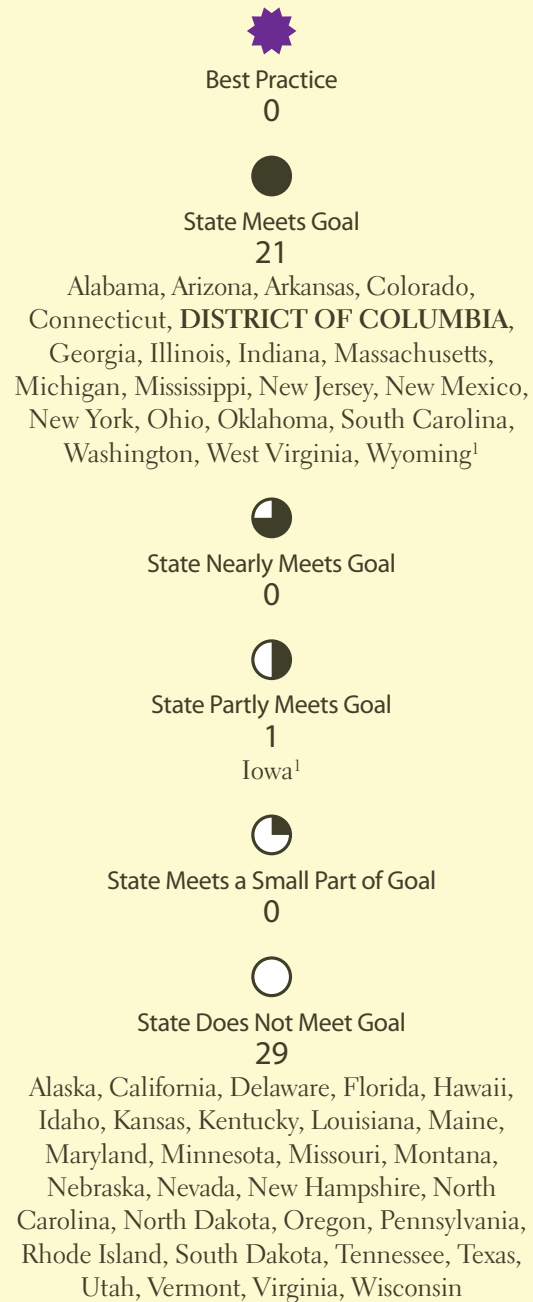 Best Practice
0
State Meets Goal
21
Alabama, Arizona, Arkansas, Colorado,
Connecticut, DISTRICT OF COLUMBIA,
Georgia, Illinois, Indiana, Massachusetts,
Michigan, Mississippi, New Jersey, New Mexico,
New York, Ohio, Oklahoma, South Carolina,
Washington, West Virginia, Wyoming¹
State Nearly Meets Goal
0
State Partly Meets Goal
1
Iowa¹
State Meets a Small Part of Goal
0
State Does Not Meet Goal
29
Alaska, California, Delaware, Florida, Hawaii,
Idaho, Kansas, Kentucky, Louisiana, Maine,
Maryland, Minnesota, Missouri, Montana,
Nebraska, Nevada, New Hampshire, North
Carolina, North Dakota, Oregon, Pennsylvania,
Rhode Island, South Dakota, Tennessee, Texas,
Utah, Vermont, Virginia, Wisconsin